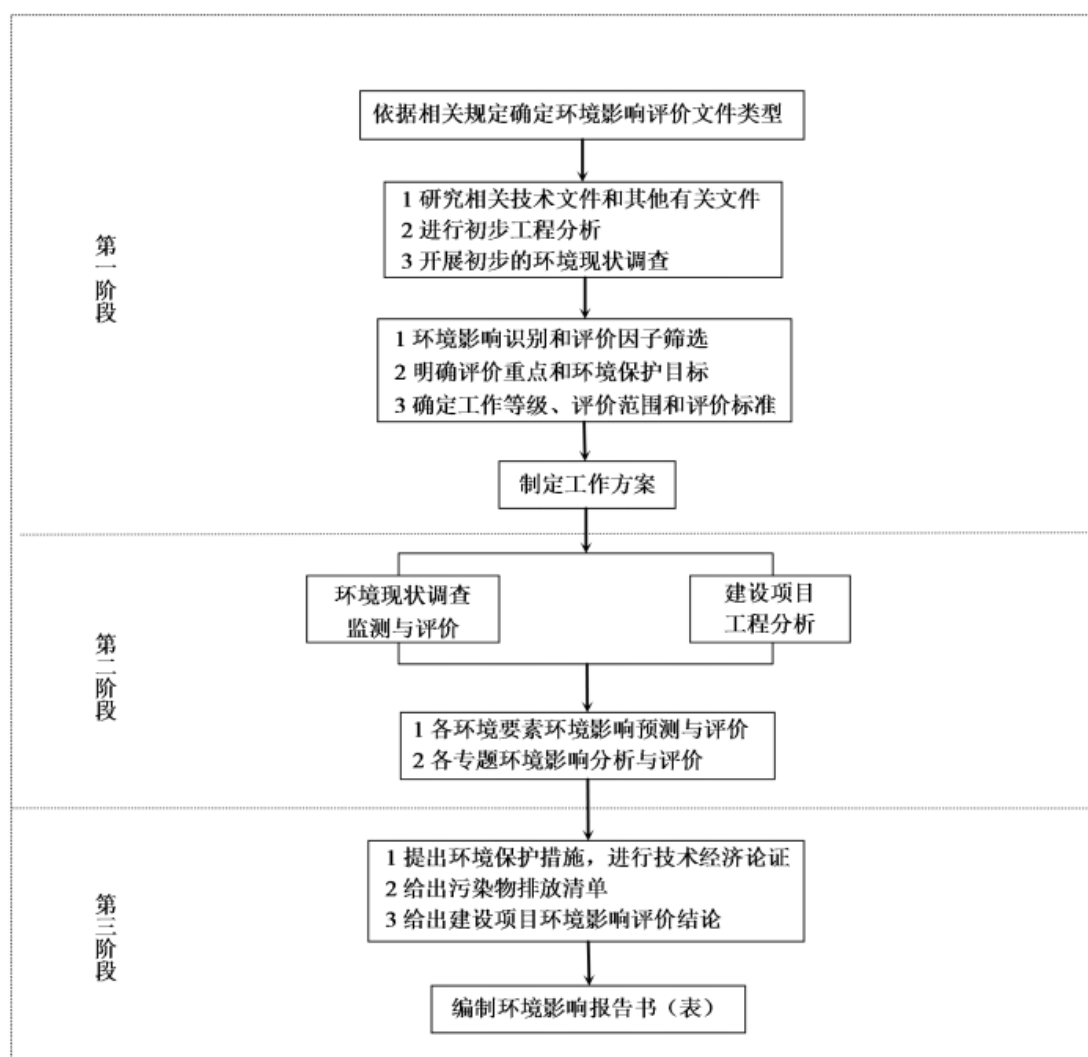 依据相关规定确定环境影响评价文件类型
1 研究相关技术文件和其他有关文件
2 进行初步工程分析
3 开展初步的环境现状调查
第一阶段
1 环境影响识别和评价因子筛选
2 明确评价重点和环境保护目标
3 确定工作等级、评价范围和评价标准
制定工作方案
环境现状调查
监测与评价
建设项目
工程分析
第二阶段
1 各环境要素环境影响预测与评价
2 各专题环境影响分析与评价
1 提出环境保护措施，进行技术经济论证
2 给出污染物排放清单
3 给出建设项目环境影响评价结论
第三阶段
编制环境影响报告书（表）